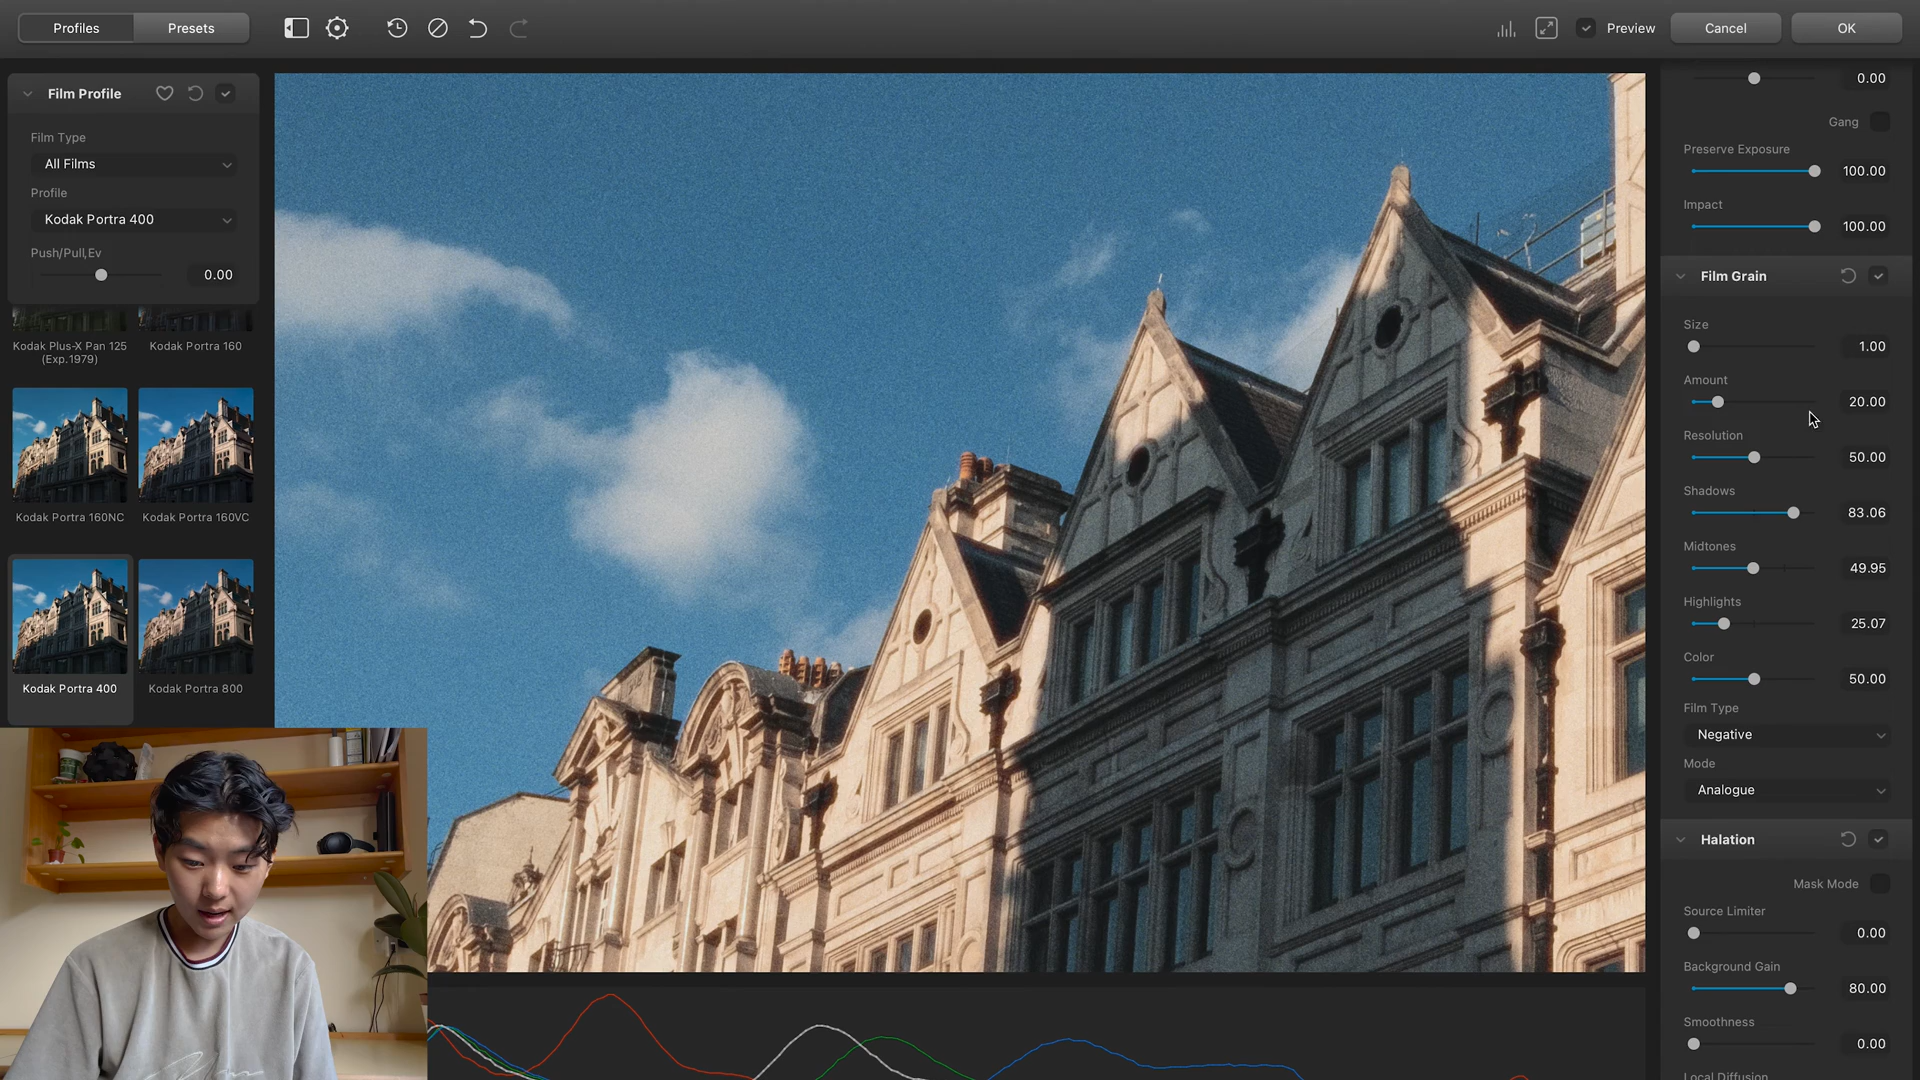 Profiles
Presets
Preview
Cancel
OK
Film Profile
Film Type
All Films
Profile
Kodak Portra 400
Push/Pull,Ev
0.00
Kodak Plus-X Pan 125
(Exp.1979)
Kodak Portra 160
Kodak Portra 160NC
Kodak Portra 160VC
Kodak Portra 400
Kodak Portra 800
0.00
Gang
Preserve Exposure
100.00
Impact
100.00
Film Grain
Size
1.00
Amount
20.00
Resolution
50.00
Shadows
83.06
Midtones
49.95
Highlights
25.07
Color
50.00
Film Type
Negative
Mode
Analogue
Halation
Mask Mode
Source Limiter
0.00
Background Gain
80.00
Smoothness
0.00
Local Diffusion